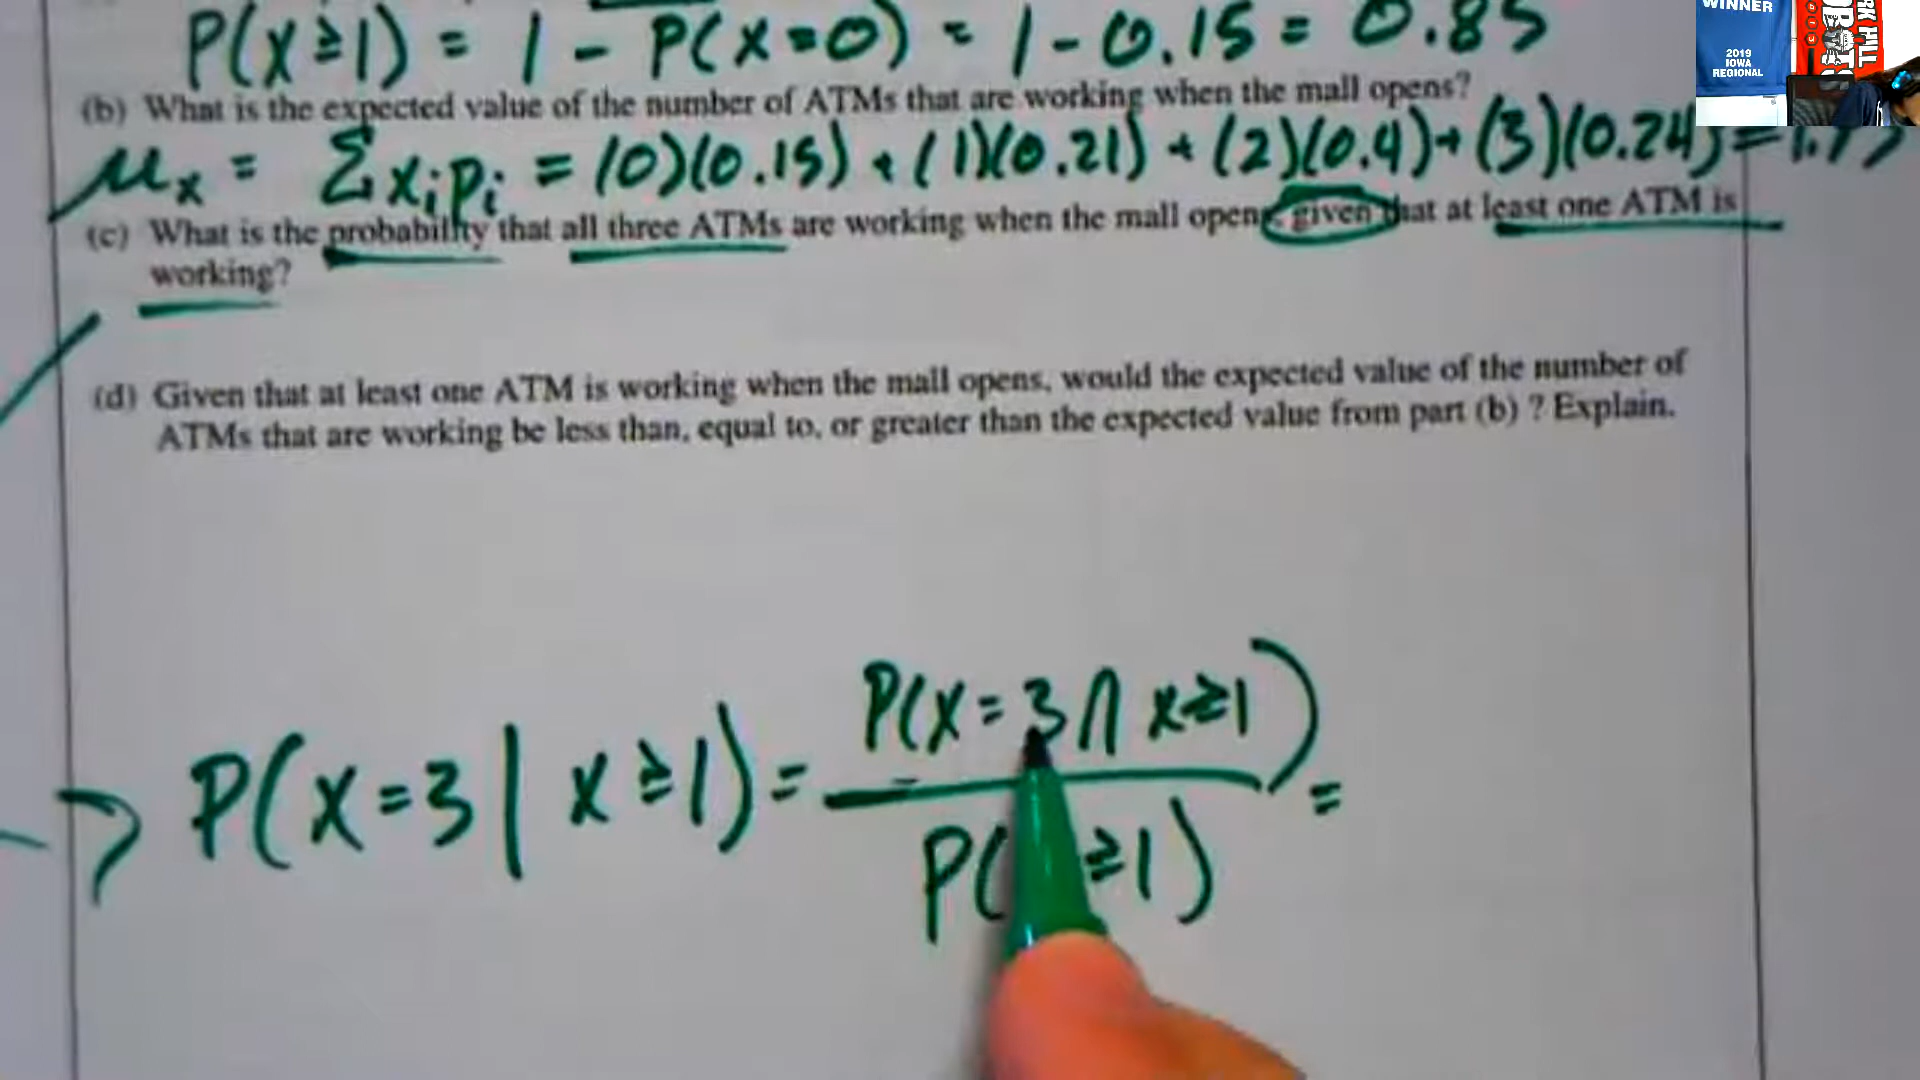 P(X≥1) = 1 - P(X=0) = 1-0.15 = 0.85
(b) What is the expected value of the number of ATMs that are working when the mall opens?
μx = Σxipi = (0)(0.15) + (1)(0.21) + (2)(0.4) + (3)(0.24) = 1.73
(c) What is the probability that all three ATMs are working when the mall opens, given that at least one ATM is
working?
(d) Given that at least one ATM is working when the mall opens, would the expected value of the number of
ATMs that are working be less than, equal to, or greater than the expected value from part (b) ? Explain.
P(X=3 ∩ X≥1)
P(X=3 | X≥1) = =
P( ≥1)
WINNER
2019
IOWA
REGIONAL